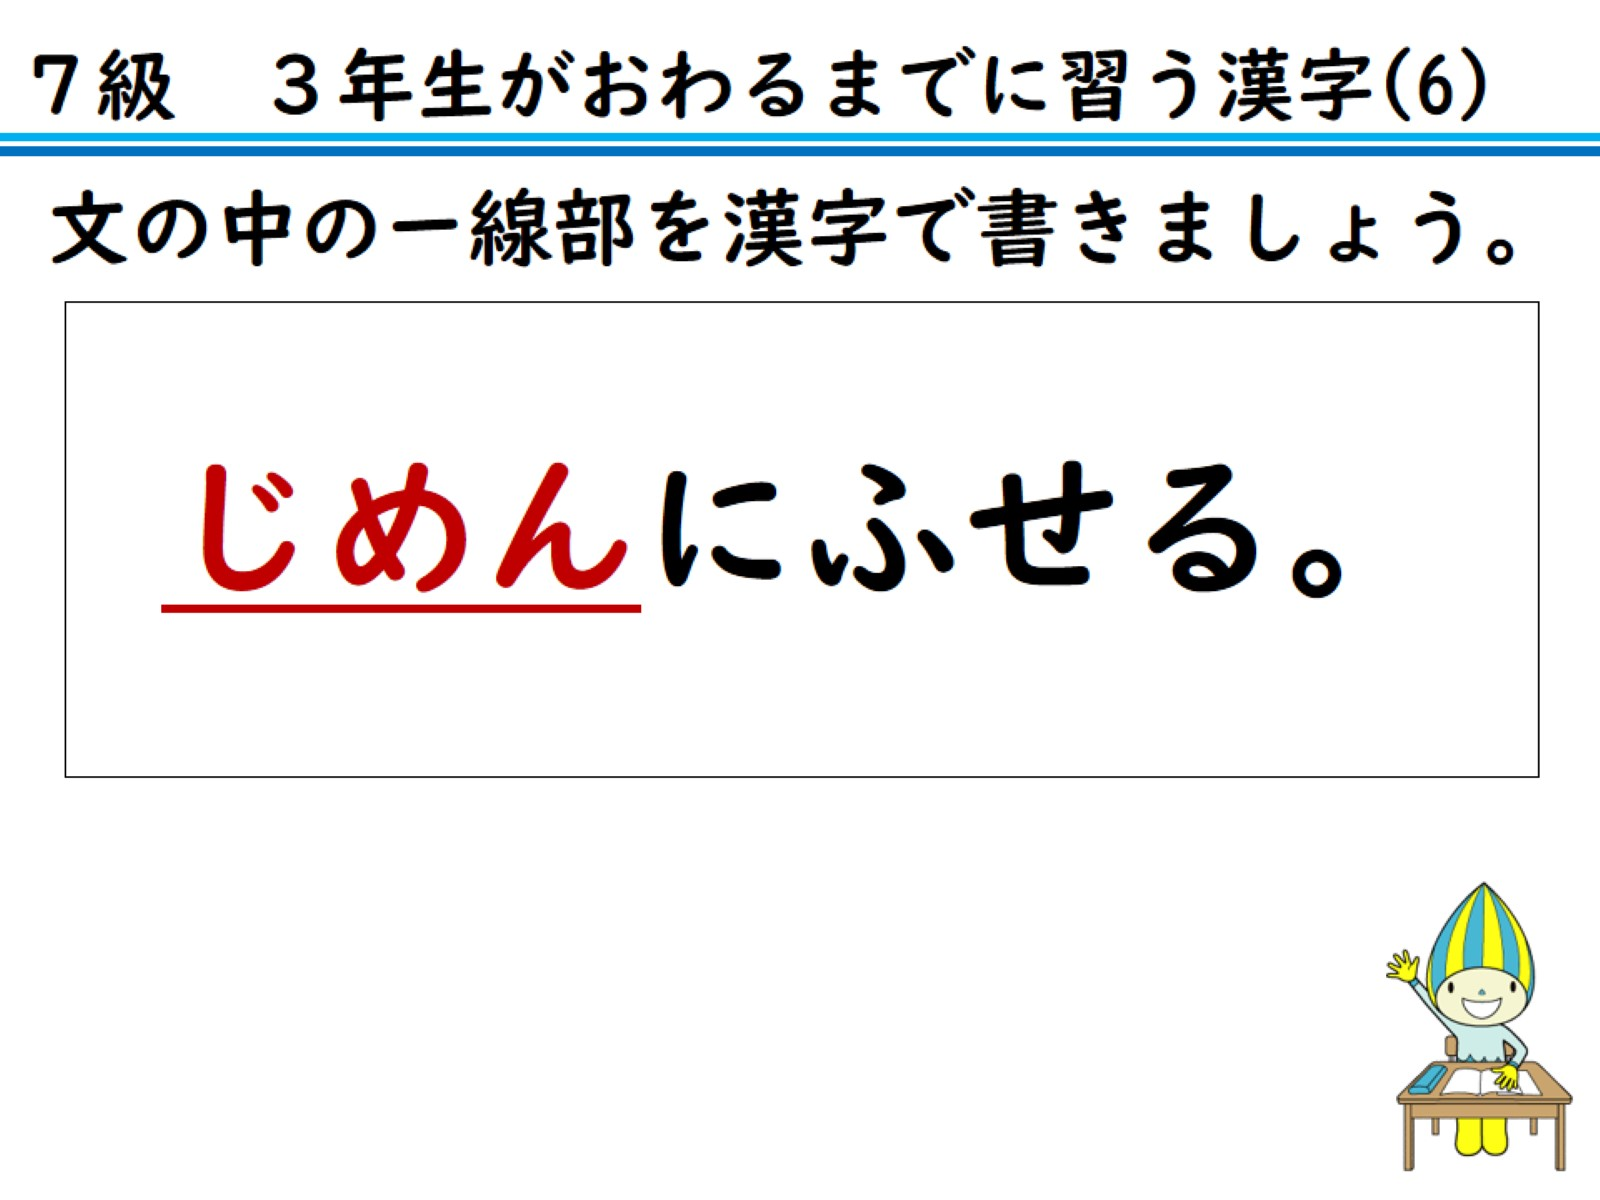 ７級　３年生がおわるまでに習う漢字(6)
文の中の―線部を漢字で書きましょう。
じめんにふせる。